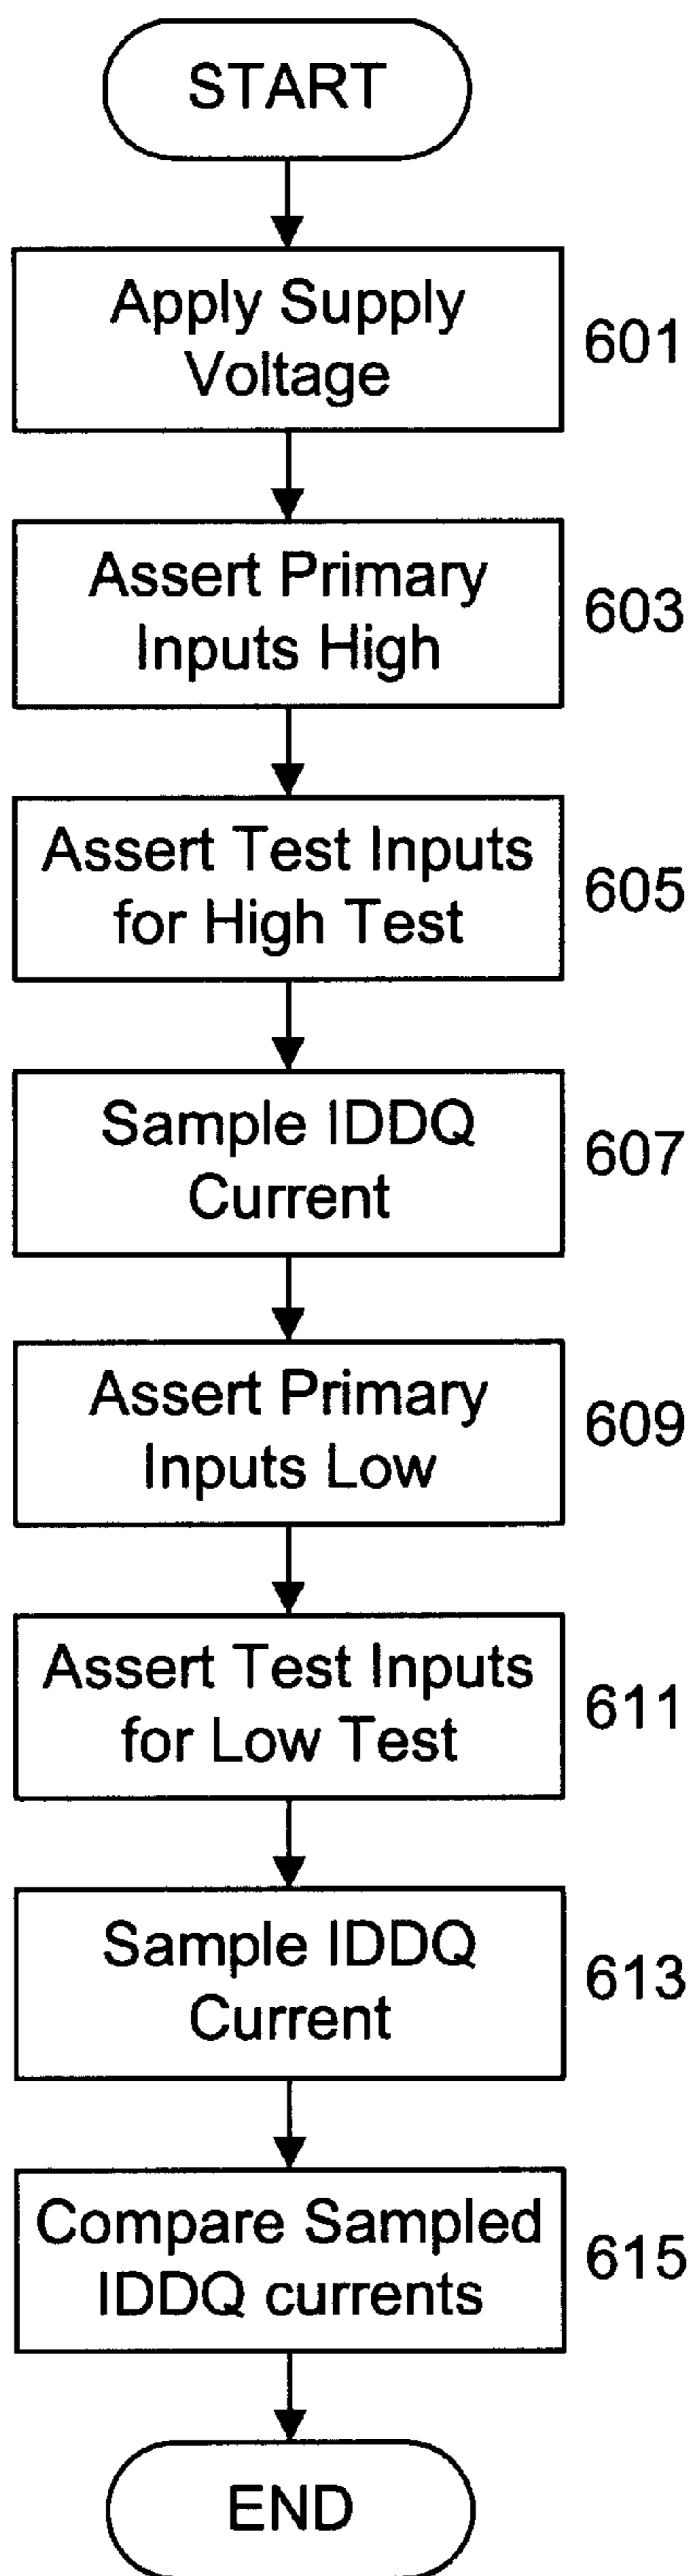 START
Apply Supply
Voltage
601
Assert Primary
Inputs High
603
Assert Test Inputs
for High Test
605
Sample IDDQ
Current
607
Assert Primary
Inputs Low
609
Assert Test Inputs
for Low Test
611
Sample IDDQ
Current
613
Compare Sampled
IDDQ currents
615
END